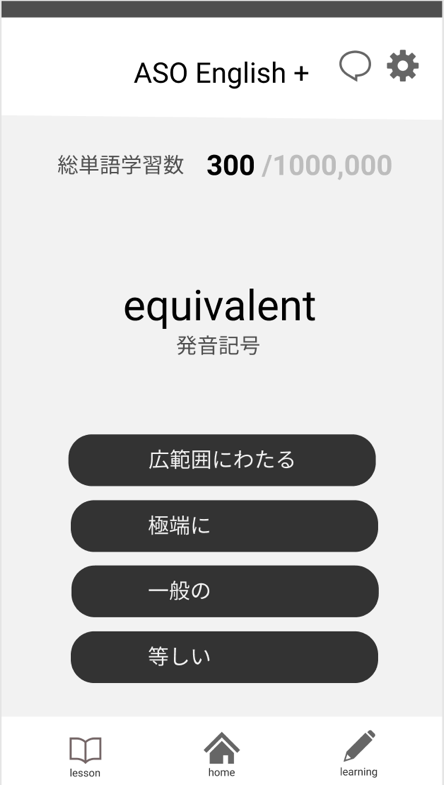 ASO English +
総単語学習数 300 /1000,000
equivalent
発音記号
広範囲にわたる
極端に
一般の
等しい
lesson home learning